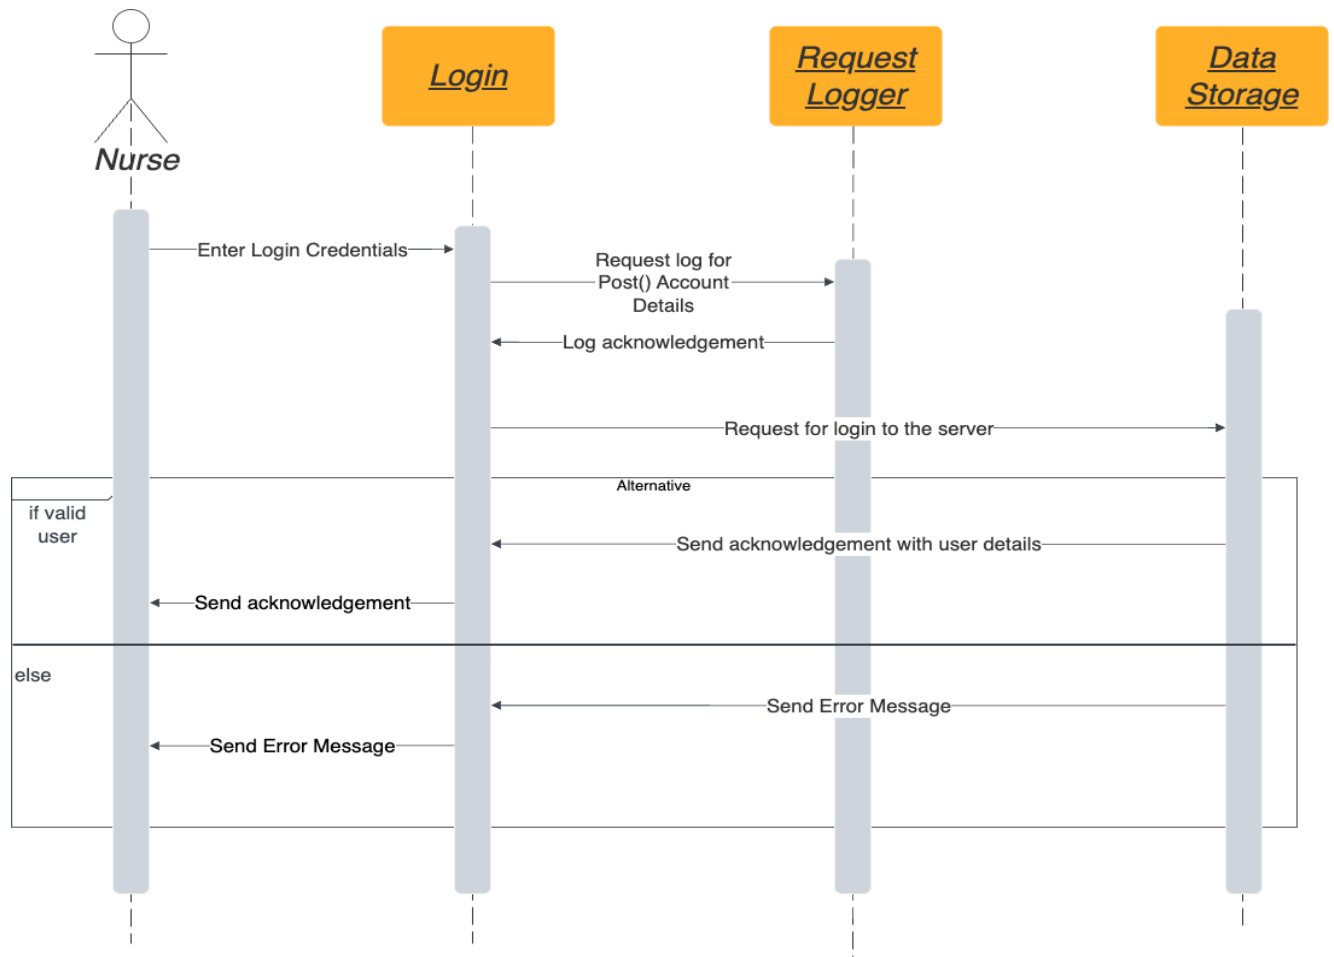 Nurse
Login
Request
Logger
Data
Storage
Enter Login Credentials
Request log for
Post() Account
Details
Log acknowledgement
Request for login to the server
Alternative
if valid
user
Send acknowledgement with user details
Send acknowledgement
else
Send Error Message
Send Error Message